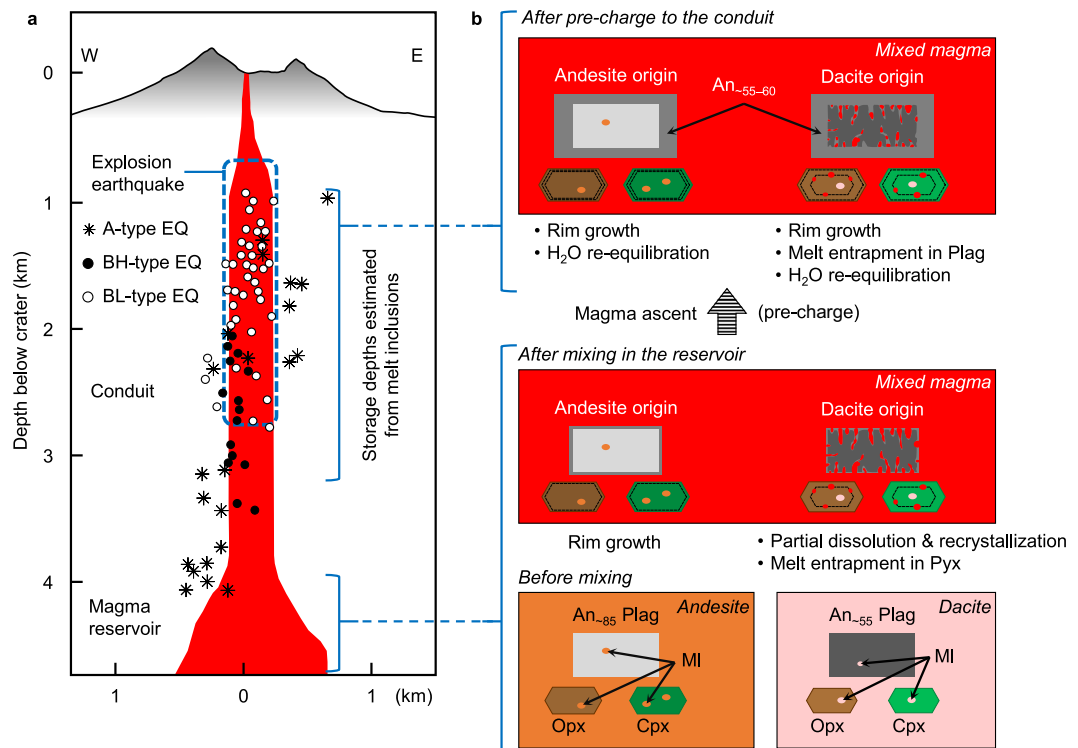 a
W
E
0
1
2
3
4
Depth below crater (km)
Explosion
earthquake
A-type EQ
BH-type EQ
BL-type EQ
Conduit
Magma
reservoir
Storage depths estimated
from melt inclusions
1
0
1
(km)
b
After pre-charge to the conduit
Mixed magma
Andesite origin
Dacite origin
An~55–60
• Rim growth
• H2O re-equilibration
• Rim growth
• Melt entrapment in Plag
• H2O re-equilibration
Magma ascent
(pre-charge)
After mixing in the reservoir
Mixed magma
Andesite origin
Dacite origin
Rim growth
• Partial dissolution & recrystallization
• Melt entrapment in Pyx
Before mixing
An~85 Plag
Andesite
MI
Opx
Cpx
An~55 Plag
Dacite
MI
Opx
Cpx